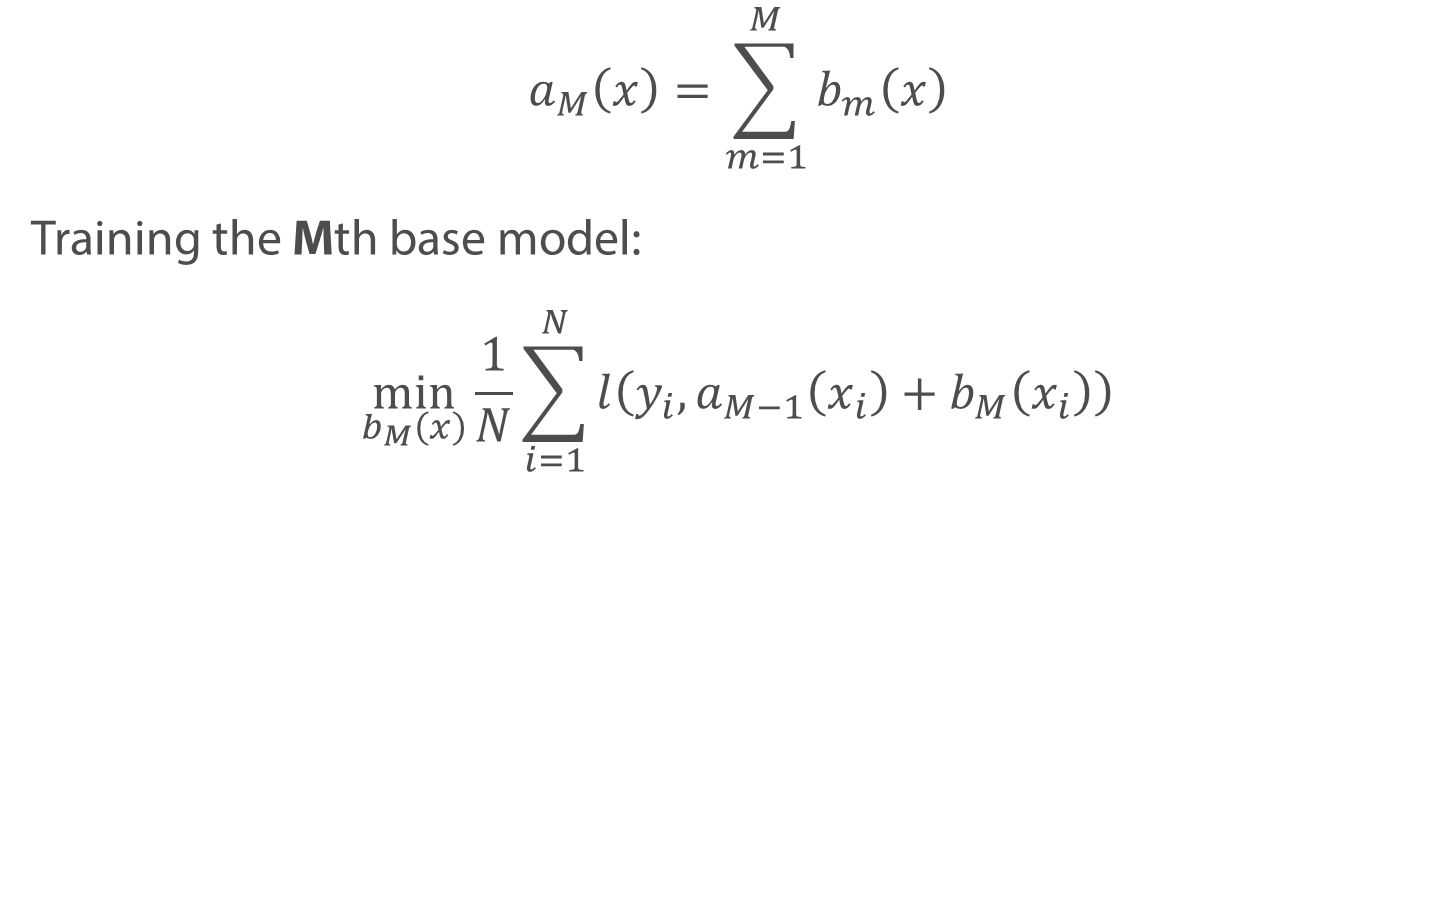 a_M(x) = \sum_{m=1}^{M} b_m(x)
Training the Mth base model:
\min_{b_M(x)} \frac{1}{N} \sum_{i=1}^{N} l(y_i, a_{M-1}(x_i) + b_M(x_i))